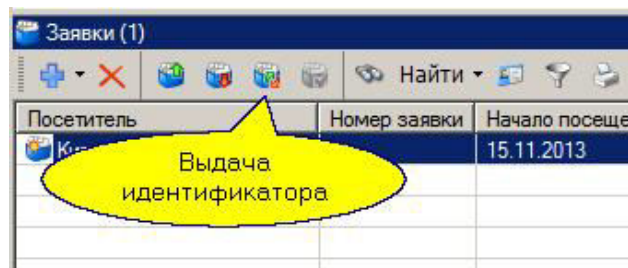 Заявки (1)
Найти
Посетитель Номер заявки Начало посеще
15.11.2013
Выдача
идентификатора